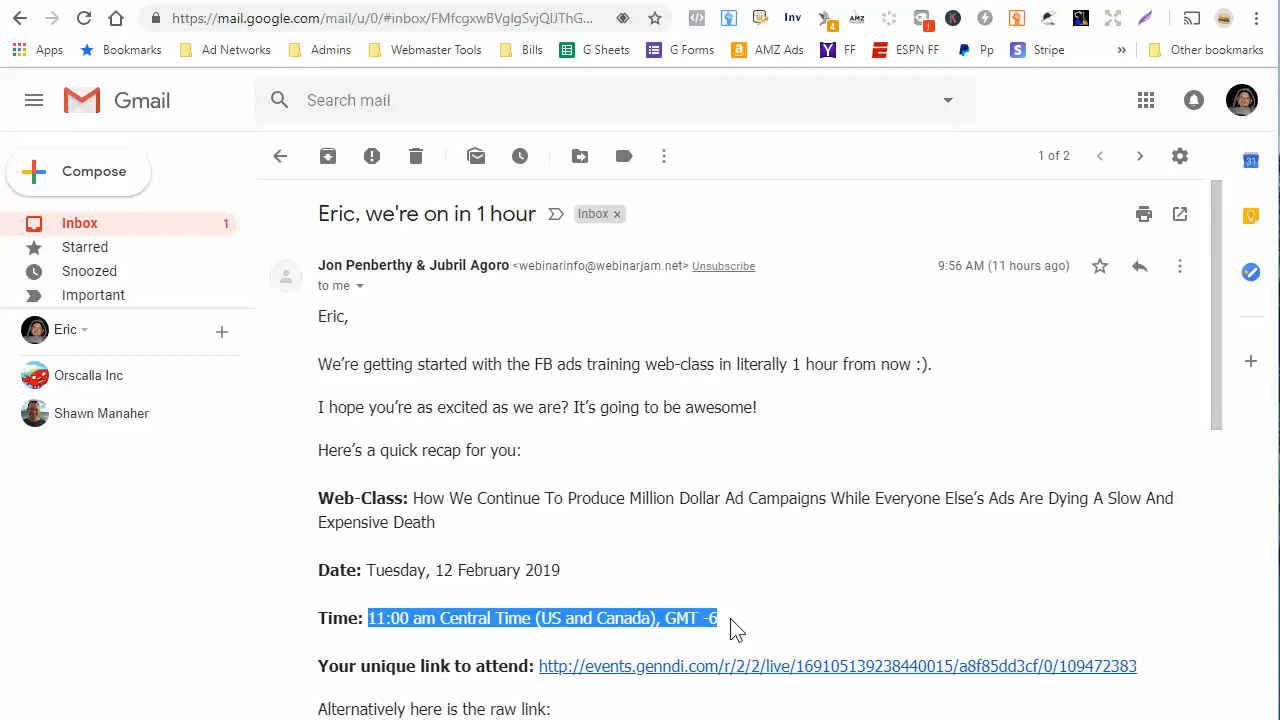 https://mail.google.com/mail/u/0/#inbox/FMfcgxwBVglgSvjQlJThG...
Inv
4
AMZ
!
Apps
Bookmarks
Ad Networks
Admins
WebmasterTools
Bills
G Sheets
G Forms
AMZ Ads
FF
ESPN FF
Pp
Stripe
»
Other bookmarks
Gmail
Search mail
Compose
1 of 2
31
Inbox 1
Starred
Snoozed
Important
Eric
Orscalla Inc
Shawn Manaher
Eric, we're on in 1 hour
Inbox ×
Jon Penberthy & Jubril Agoro <webinarinfo@webinarjam.net> Unsubscribe
9:56 AM (11 hours ago)
to me
Eric,
We're getting started with the FB ads training web-class in literally 1 hour from now :).
I hope you're as excited as we are? It's going to be awesome!
Here's a quick recap for you:
Web-Class: How We Continue To Produce Million Dollar Ad Campaigns While Everyone Else's Ads Are Dying A Slow And
Expensive Death
Date: Tuesday, 12 February 2019
Time: 11:00 am Central Time (US and Canada), GMT -6
Your unique link to attend: http://events.genndi.com/r/2/2/live/169105139238440015/a8f85dd3cf/0/109472383
Alternatively here is the raw link: